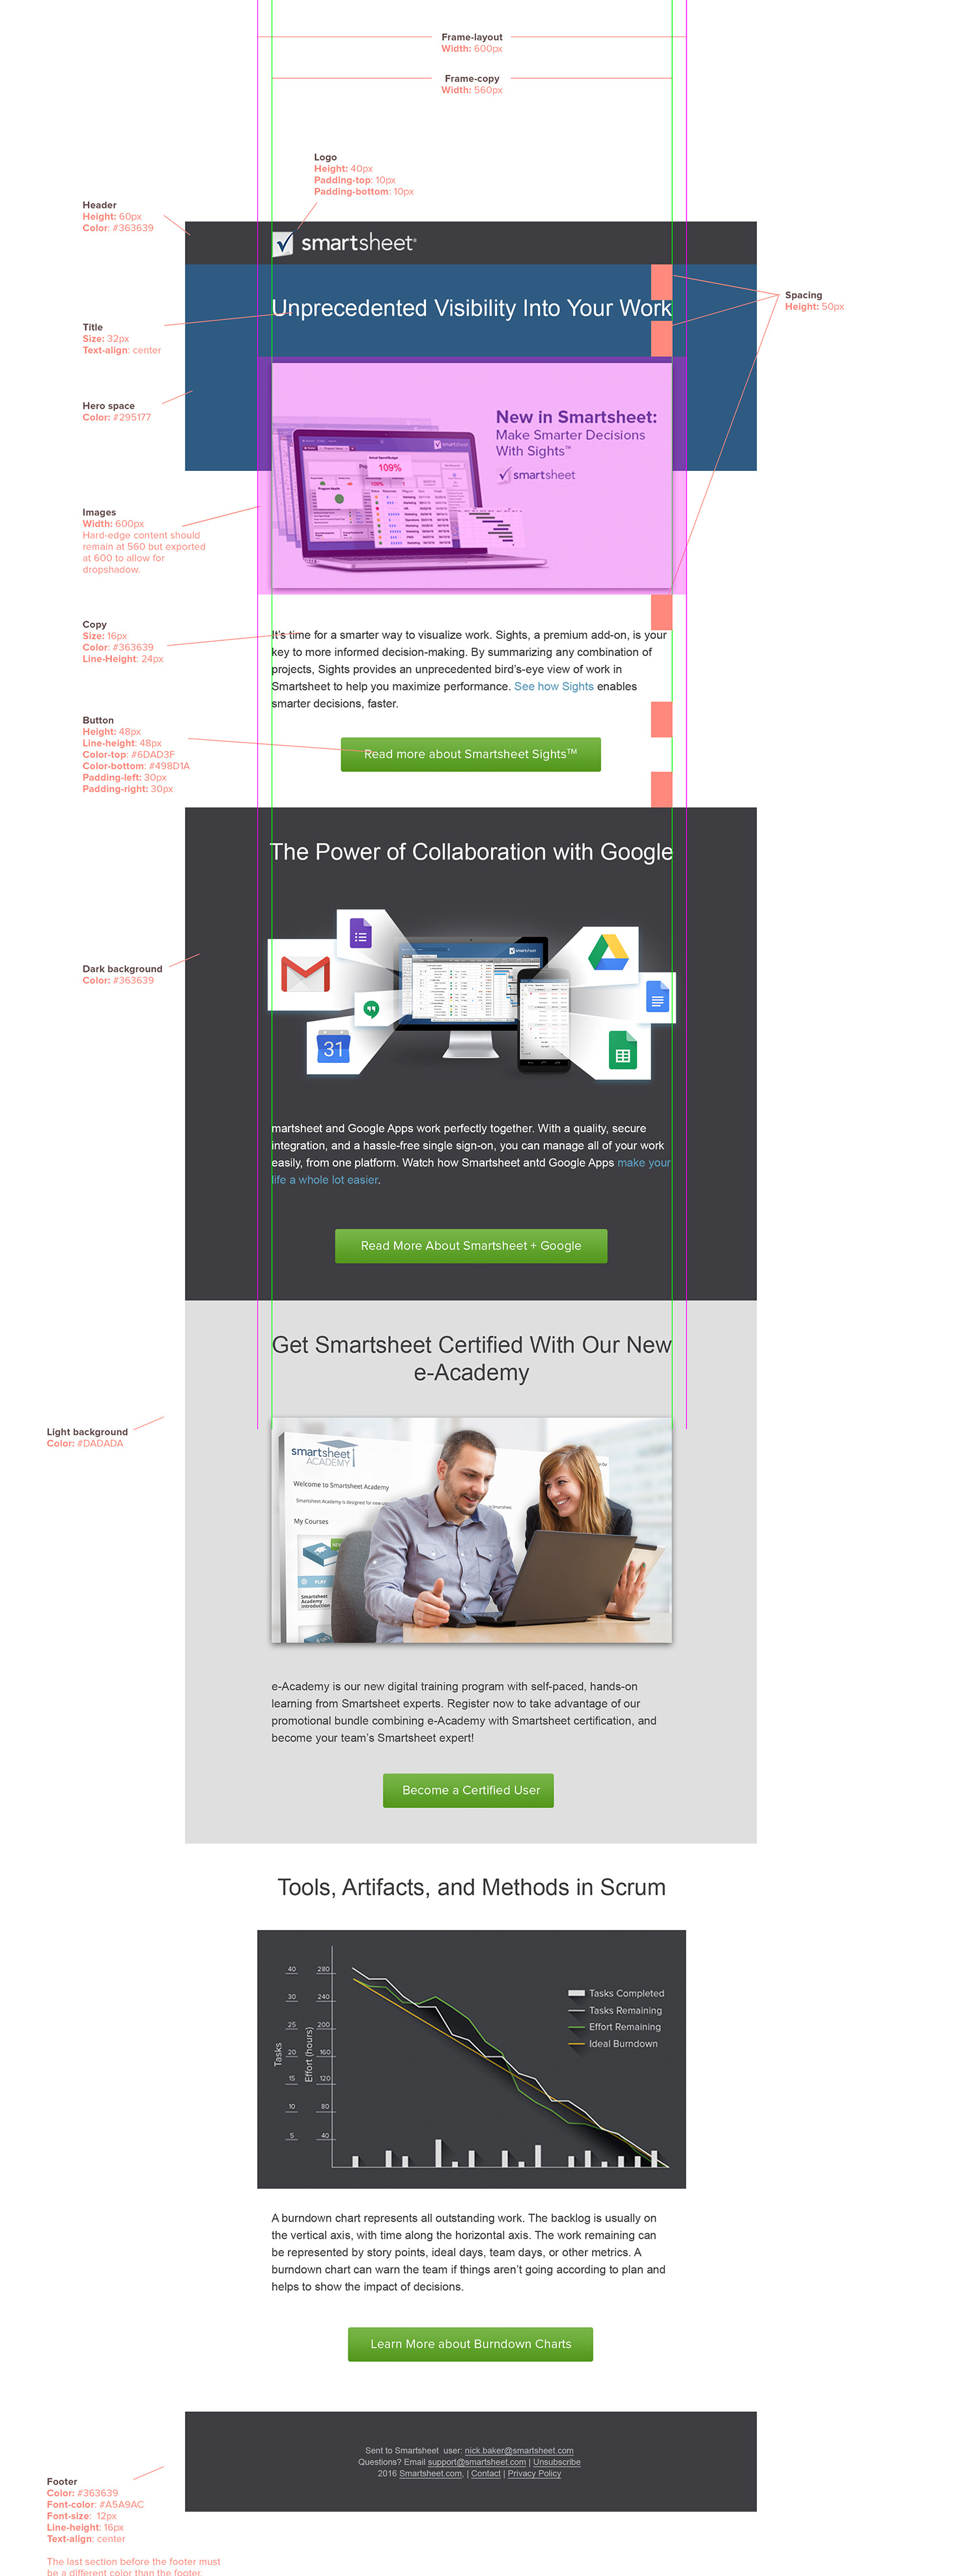 Frame-layout
Width: 600px
Frame-copy
Width: 560px
Logo
Height: 40px
Padding-top: 10px
Padding-bottom: 10px
Header
Height: 60px
Color: #363639
smartsheet
Spacing
Height: 50px
Unprecedented Visibility Into Your Work
Title
Size: 32px
Text-align: center
Hero space
Color: #295177
New in Smartsheet:
Make Smarter Decisions
With Sights™
smartsheet
smartsheet
Actual Spend/Budget
109%
Program Health
Images
Width: 600px
Hard-edge content should
remain at 560 but exported
at 600 to allow for
dropshadow.
Copy
Size: 16px
Color: #363639
Line-Height: 24px
It's time for a smarter way to visualize work. Sights, a premium add-on, is your
key to more informed decision-making. By summarizing any combination of
projects, Sights provides an unprecedented bird's-eye view of work in
Smartsheet to help you maximize performance. See how Sights enables
smarter decisions, faster.
Button
Height: 48px
Line-height: 48px
Color-top: #6DAD3F
Color-bottom: #498D1A
Padding-left: 30px
Padding-right: 30px
Read more about Smartsheet Sights™
The Power of Collaboration with Google
smartsheet
31
Dark background
Color: #363639
martsheet and Google Apps work perfectly together. With a quality, secure
integration, and a hassle-free single sign-on, you can manage all of your work
easily, from one platform. Watch how Smartsheet antd Google Apps make your
life a whole lot easier.
Read More About Smartsheet + Google
Get Smartsheet Certified With Our New
e-Academy
Light background
Color: #DADADA
smartsheet
ACADEMY
Welcome to Smartsheet Academy
Smartsheet Academy is designed for new
My Courses
NEW
PLAY
Smartsheet
Academy
Introduction
e-Academy is our new digital training program with self-paced, hands-on
learning from Smartsheet experts. Register now to take advantage of our
promotional bundle combining e-Academy with Smartsheet certification, and
become your team's Smartsheet expert!
Become a Certified User
Tools, Artifacts, and Methods in Scrum
40 280
30 240
25 200
20 160
15 120
10 80
5 40
Tasks
Effort (hours)
Tasks Completed
Tasks Remaining
Effort Remaining
Ideal Burndown
A burndown chart represents all outstanding work. The backlog is usually on
the vertical axis, with time along the horizontal axis. The work remaining can
be represented by story points, ideal days, team days, or other metrics. A
burndown chart can warn the team if things aren't going according to plan and
helps to show the impact of decisions.
Learn More about Burndown Charts
Sent to Smartsheet user: nick.baker@smartsheet.com
Questions? Email support@smartsheet.com | Unsubscribe
2016 Smartsheet.com, | Contact | Privacy Policy
Footer
Color: #363639
Font-color: #A5A9AC
Font-size: 12px
Line-height: 16px
Text-align: center
The last section before the footer must
be a different color than the footer.